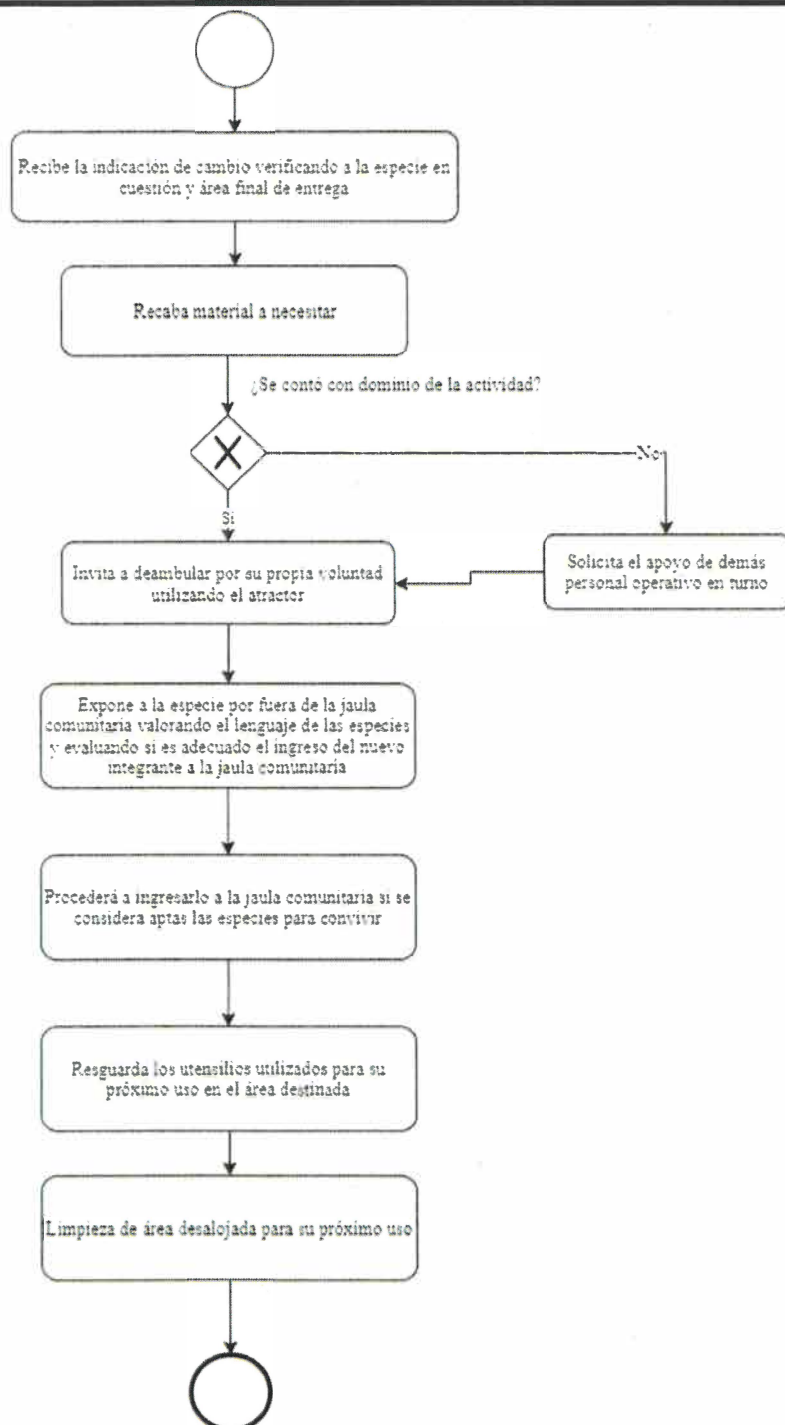 Recibe la indicación de cambio verificando a la especie en
cuestión y área final de entrega
Recaba material a necesitar
¿Se contó con dominio de la actividad?
No
Si
Invita a deambular por su propia voluntad
utilizando el atractor
Solicita el apoyo de demás
personal operativo en turno
Expone a la especie por fuera de la jaula
comunitaria valorando el lenguaje de las especies
y evaluando si es adecuado el ingreso del nuevo
integrante a la jaula comunitaria
Procederá a ingresarlo a la jaula comunitaria si se
considera aptas las especies para convivir
Resguarda los utensilios utilizados para su
próximo uso en el área destinada
Limpieza de área desalojada para su próximo uso